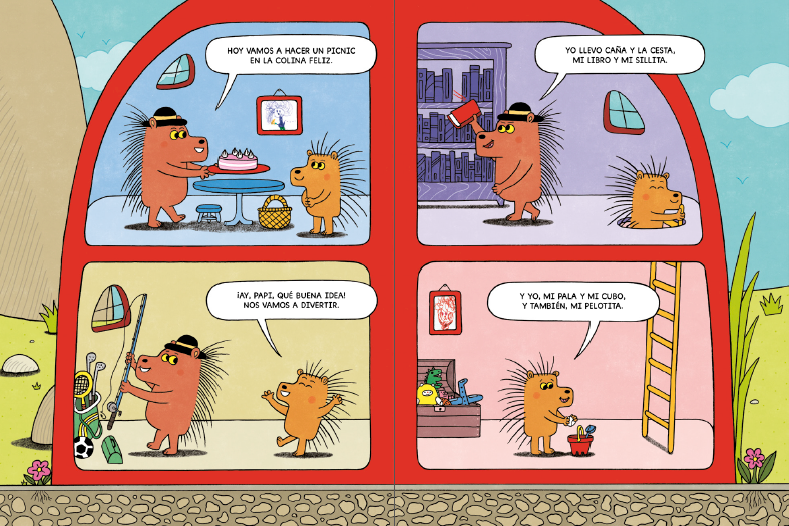 HOY VAMOS A HACER UN PICNIC
EN LA COLINA FELIZ.
¡AY, PAPI, QUÉ BUENA IDEA!
NOS VAMOS A DIVERTIR.
YO LLEVO CAÑA Y LA CESTA,
MI LIBRO Y MI SILLITA.
Y YO, MI PALA Y MI CUBO,
Y TAMBIÉN, MI PELOTITA.